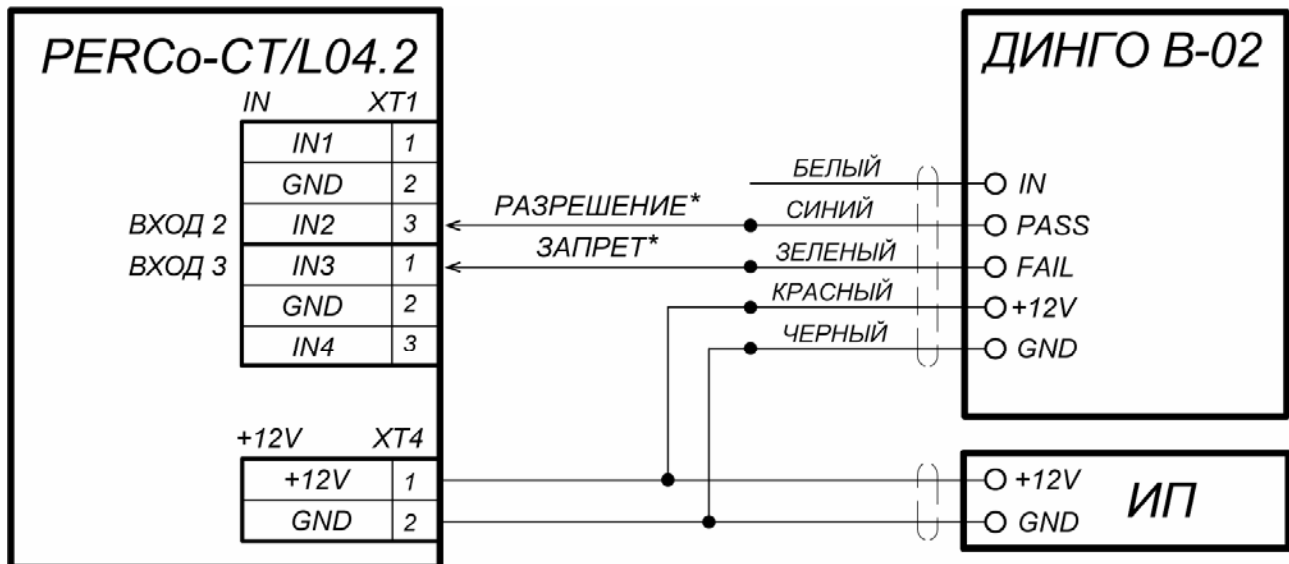 PERCo-CT/L04.2
ДИНГО В-02
IN XT1
IN1 1
GND 2
ВХОД 2 IN2 3
ВХОД 3 IN3 1
GND 2
IN4 3
РАЗРЕШЕНИЕ*
ЗАПРЕТ*
БЕЛЫЙ IN
СИНИЙ PASS
ЗЕЛЕНЫЙ FAIL
КРАСНЫЙ +12V
ЧЕРНЫЙ GND
+12V XT4
+12V 1
GND 2
+12V
GND
ИП